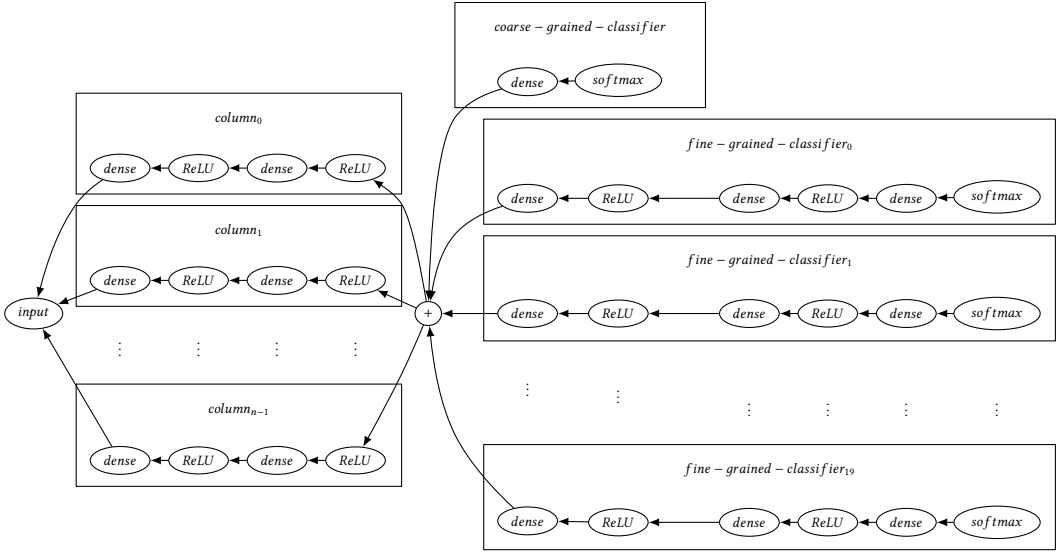 coarse − grained − classifier
dense softmax
column₀
dense ReLU dense ReLU
fine − grained − classifier₀
dense ReLU dense ReLU dense softmax
column₁
dense ReLU dense ReLU
fine − grained − classifier₁
input
+
dense ReLU dense ReLU dense softmax
⋮ ⋮ ⋮ ⋮
⋮ ⋮ ⋮ ⋮ ⋮ ⋮
columnₙ₋₁
dense ReLU dense ReLU
fine − grained − classifier₁₉
dense ReLU dense ReLU dense softmax